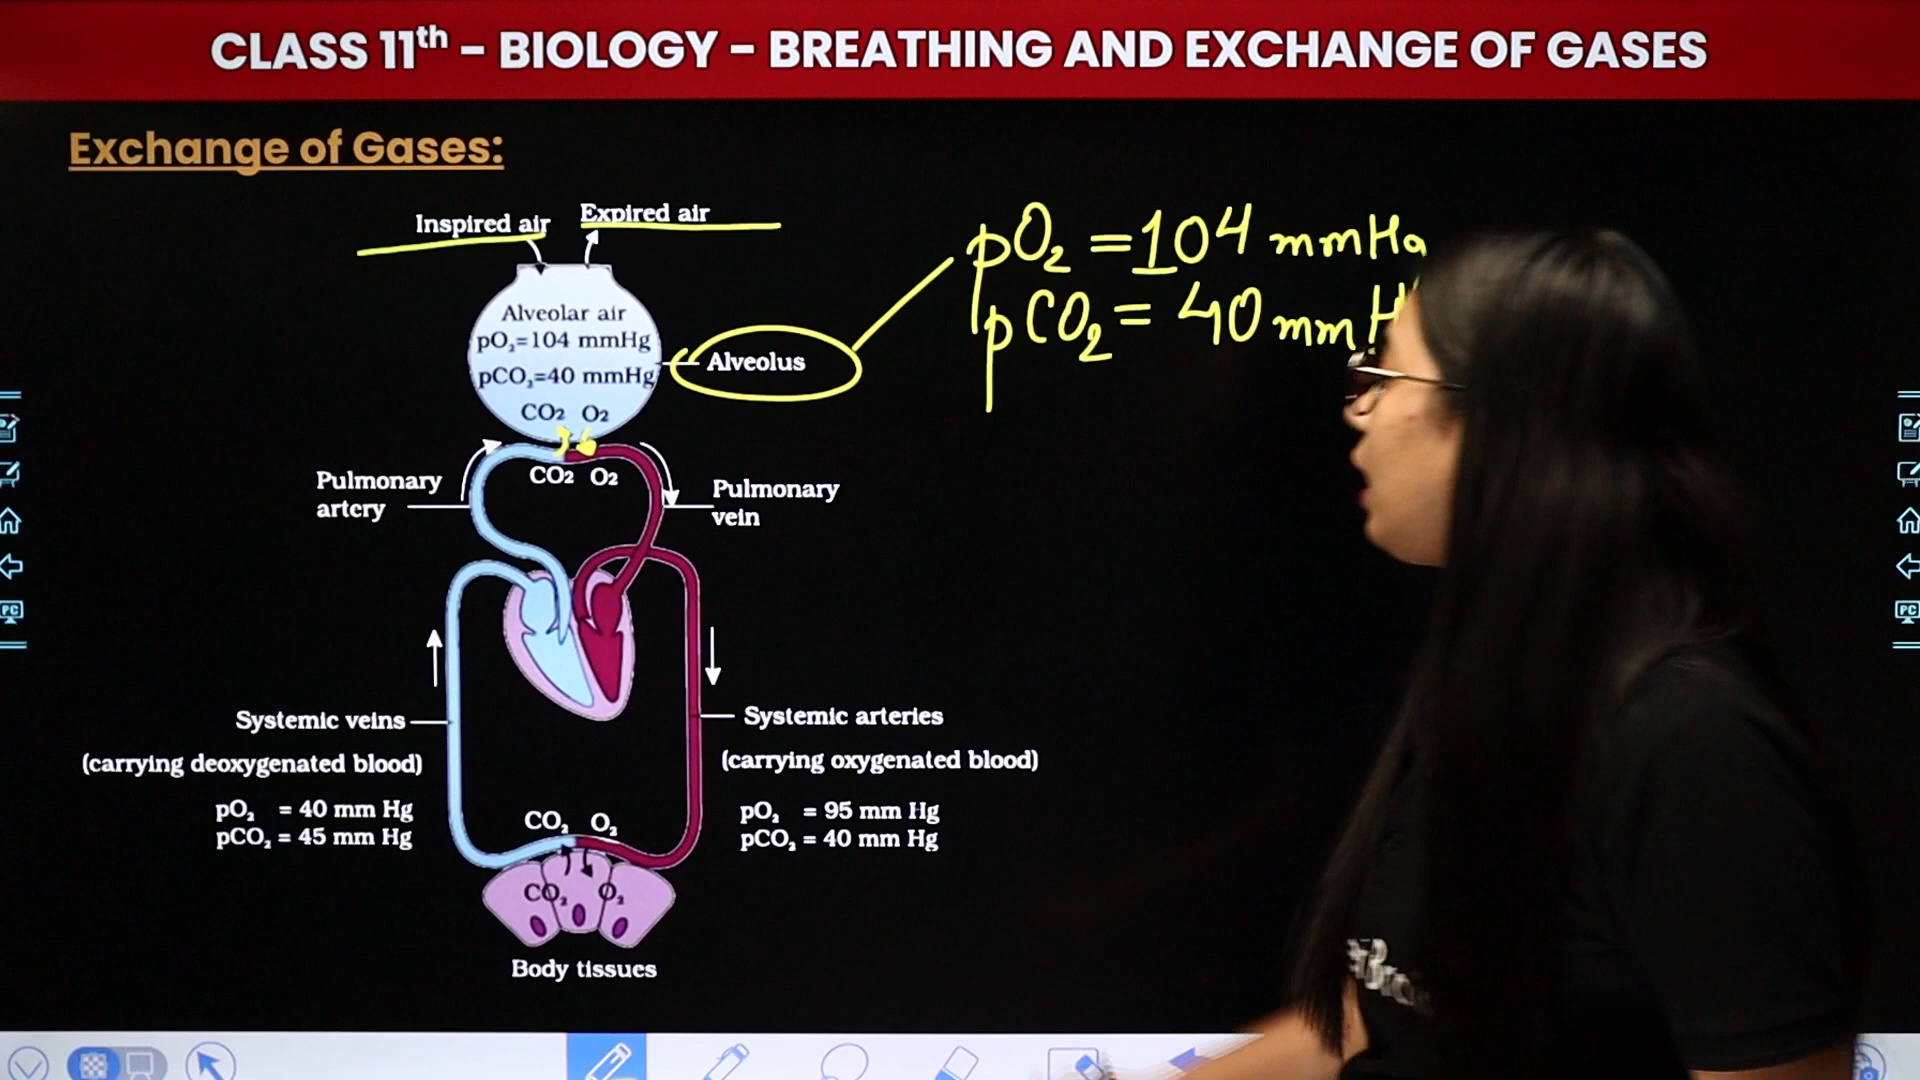 CLASS 11th - BIOLOGY - BREATHING AND EXCHANGE OF GASES
Exchange of Gases:
Inspired air
Expired air
pO₂ = 104 mmHg
pCO₂ = 40 mm H
Alveolar air
pO₂=104 mmHg
pCO₂=40 mmHg
Alveolus
CO2 O2
CO2 O2
Pulmonary
artery
Pulmonary
vein
Systemic veins
(carrying deoxygenated blood)
pO₂ = 40 mm Hg
pCO₂ = 45 mm Hg
Systemic arteries
(carrying oxygenated blood)
pO₂ = 95 mm Hg
pCO₂ = 40 mm Hg
CO₂ O₂
CO₂ O₂
Body tissues
PC
PC